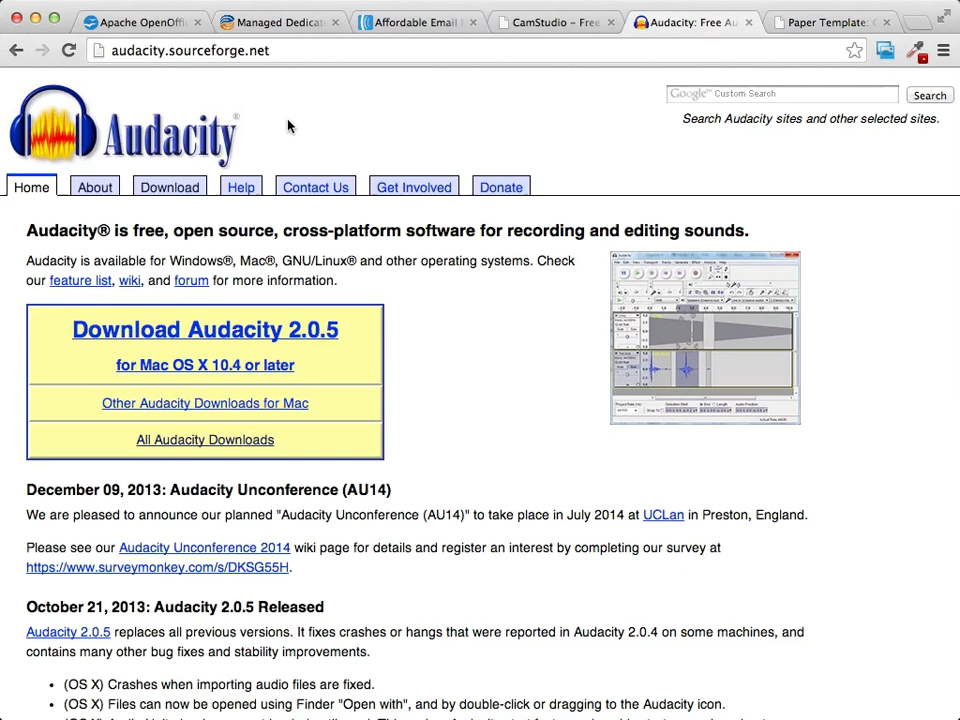 Apache OpenOffi
Managed Dedicate
Affordable Email
CamStudio – Free
Audacity: Free Au
Paper Template: C
audacity.sourceforge.net
Google™ Custom Search
Search
Search Audacity sites and other selected sites.
Audacity®
Home
About
Download
Help
Contact Us
Get Involved
Donate
Audacity® is free, open source, cross-platform software for recording and editing sounds.
Audacity is available for Windows®, Mac®, GNU/Linux® and other operating systems. Check
our feature list, wiki, and forum for more information.
Download Audacity 2.0.5
for Mac OS X 10.4 or later
Other Audacity Downloads for Mac
All Audacity Downloads
December 09, 2013: Audacity Unconference (AU14)
We are pleased to announce our planned "Audacity Unconference (AU14)" to take place in July 2014 at UCLan in Preston, England.
Please see our Audacity Unconference 2014 wiki page for details and register an interest by completing our survey at
https://www.surveymonkey.com/s/DKSG55H.
October 21, 2013: Audacity 2.0.5 Released
Audacity 2.0.5 replaces all previous versions. It fixes crashes or hangs that were reported in Audacity 2.0.4 on some machines, and
contains many other bug fixes and stability improvements.
• (OS X) Crashes when importing audio files are fixed.
• (OS X) Files can now be opened using Finder "Open with", and by double-click or dragging to the Audacity icon.